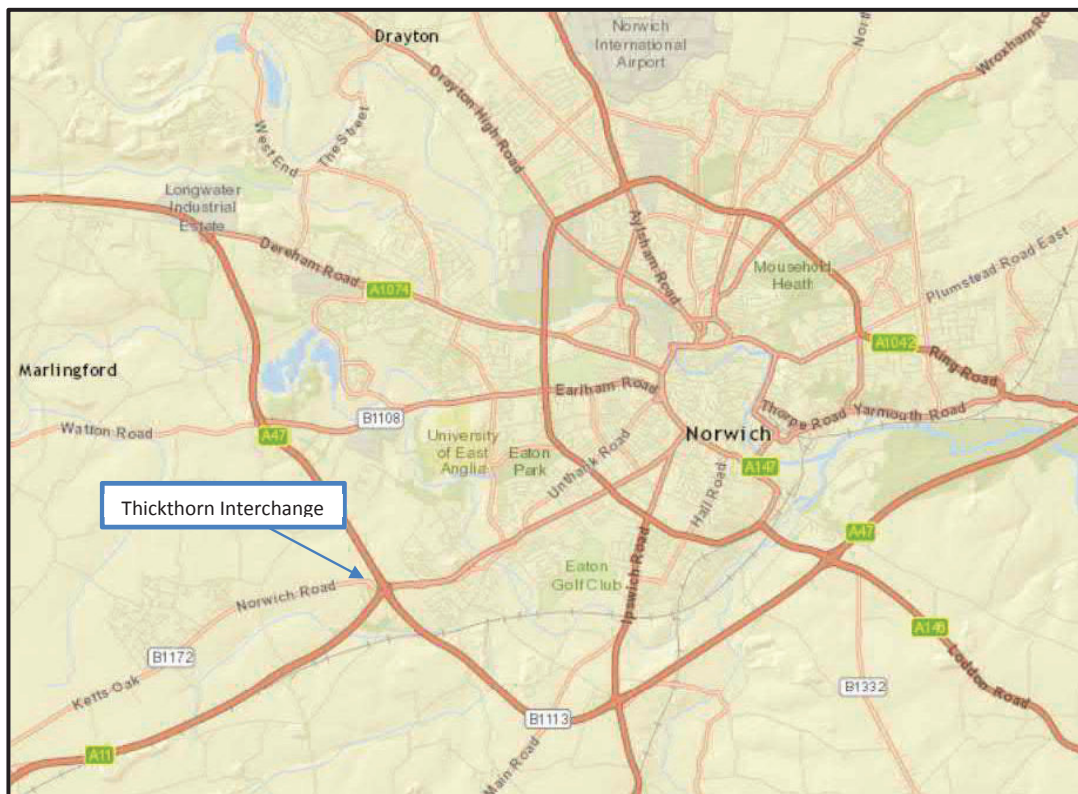 Drayton
Norwich
International
Airport
Nor
Wroxham Ro
Drayton High Road
West End
The Street
Longwater
Industrial
Estate
Dereham Road
A1074
Aylsham Road
Mousehold
Heath
Plumstead Road East
A1042
Ring Road
Marlingford
Watton Road
B1108
Earlham Road
Thorpe Road
Yarmouth Road
A47
University
of East
Anglia
Eaton
Park
Unthank Road
Norwich
A147
Hall Road
Thickthorn Interchange
A47
Norwich Road
Eaton
Golf Club
Ipswich Road
B1172
Ketts Oak
A146
Loddon Road
B1332
B1113
Main Road
A11